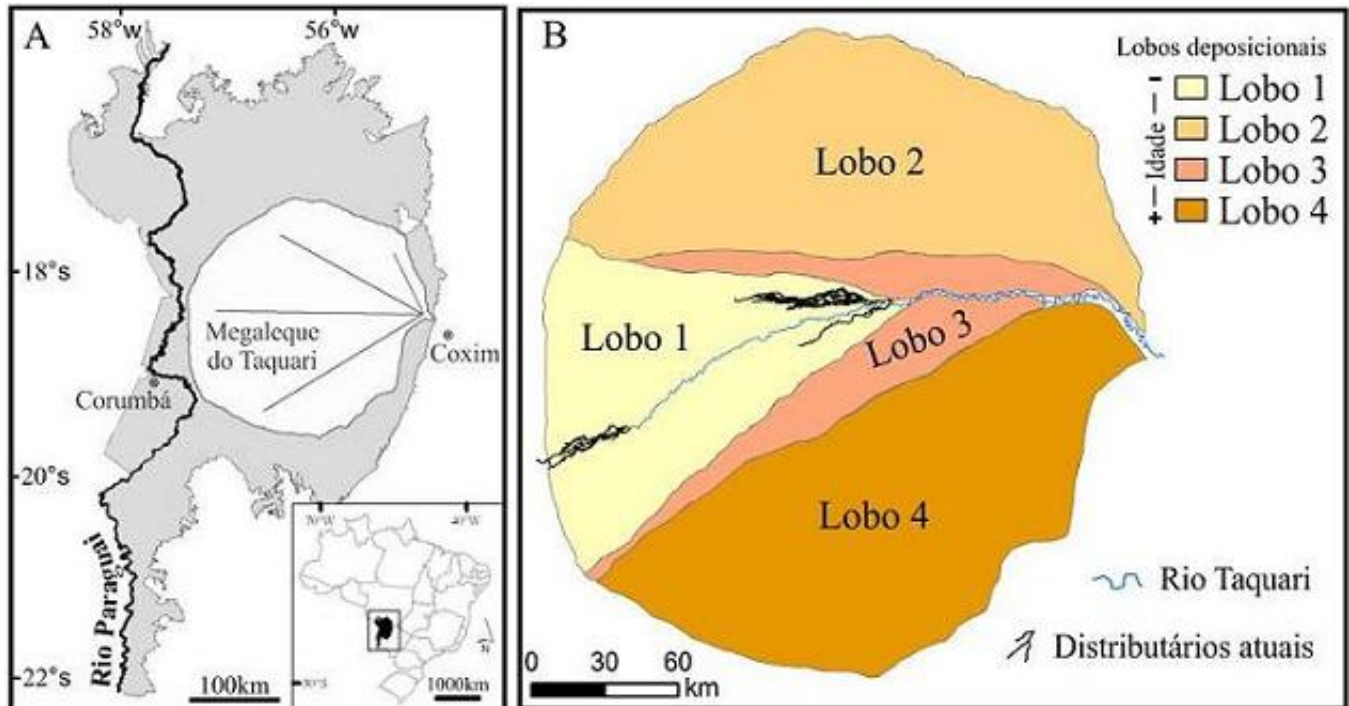 A
58°w
56°w
18°s
Megaleque
do Taquari
Coxim
Corumbá
20°s
Rio Paraguai
22°s
100km
70°W
40°W
N
1000km
B
Lobos deposicionais
- Idade +
Lobo 1
Lobo 2
Lobo 3
Lobo 4
Lobo 2
Lobo 1
Lobo 3
Lobo 4
Rio Taquari
Distributários atuais
0 30 60
km